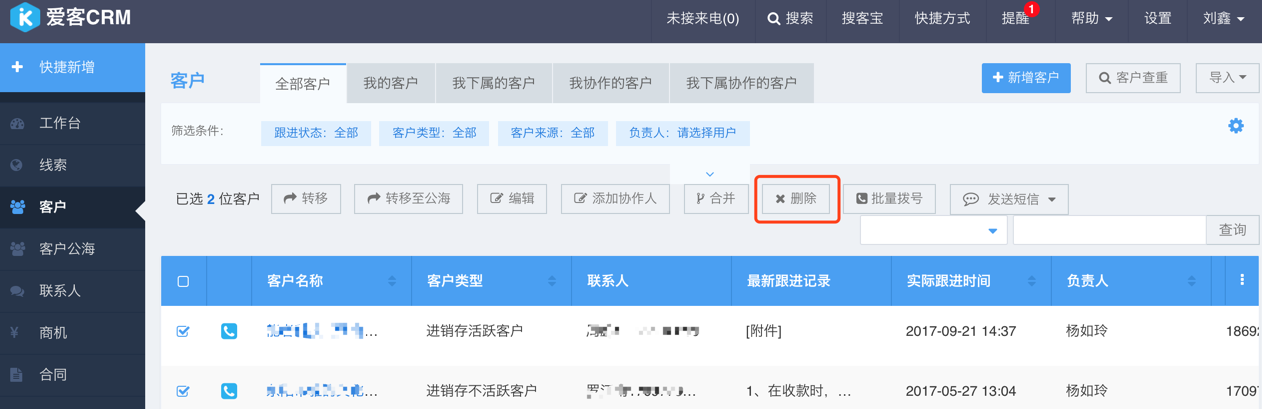 爱客CRM
未接来电(0)
搜索
搜客宝
快捷方式
提醒
1
帮助
设置
刘鑫
快捷新增
工作台
线索
客户
客户公海
联系人
商机
合同
客户
全部客户
我的客户
我下属的客户
我协作的客户
我下属协作的客户
新增客户
客户查重
导入
筛选条件：
跟进状态：全部
客户类型：全部
客户来源：全部
负责人：请选择用户
已选 2 位客户
转移
转移至公海
编辑
添加协作人
合并
删除
批量拨号
发送短信
查询
客户名称
客户类型
联系人
最新跟进记录
实际跟进时间
负责人
进销存活跃客户
[附件]
2017-09-21 14:37
杨如玲
1869
进销存不活跃客户
1、在收款时，...
2017-05-27 13:04
杨如玲
1709